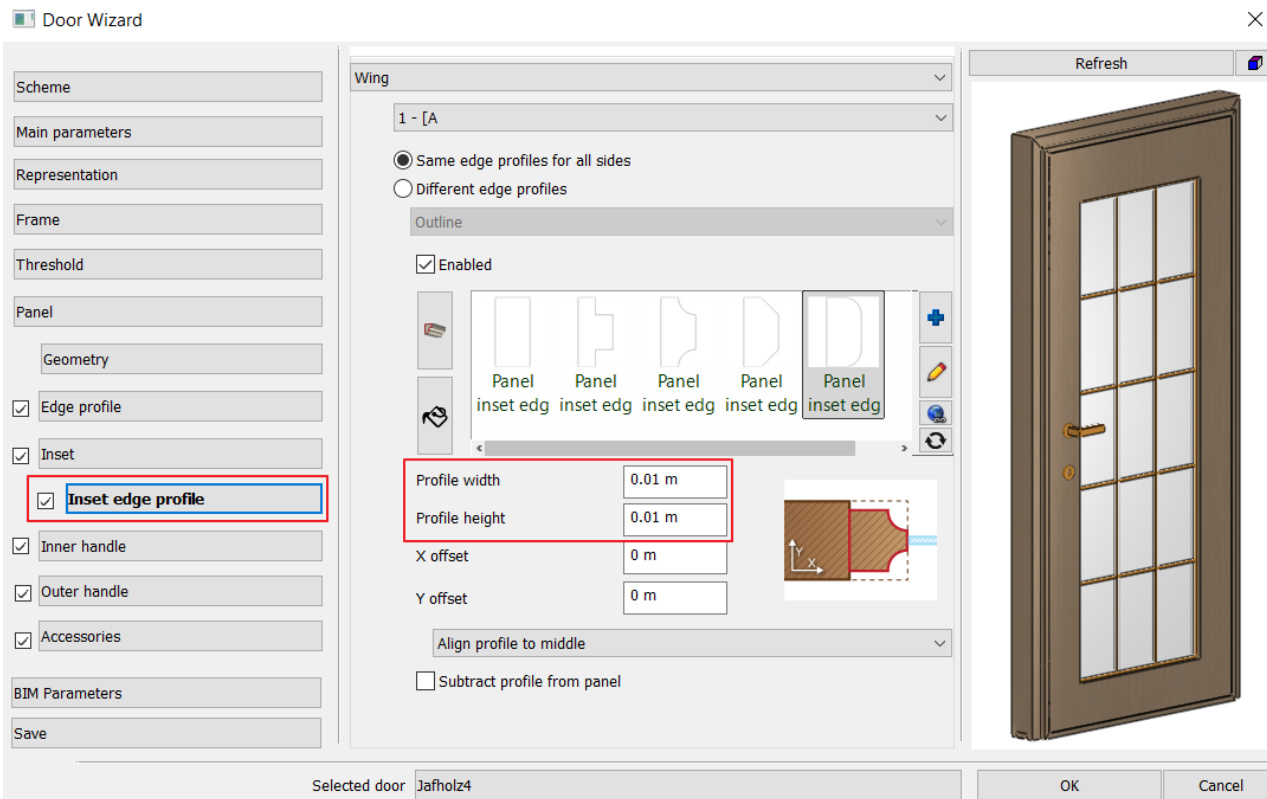 Door Wizard
Scheme
Main parameters
Representation
Frame
Threshold
Panel
Geometry
Edge profile
Inset
Inset edge profile
Inner handle
Outer handle
Accessories
BIM Parameters
Save
Wing
1 - [A
Same edge profiles for all sides
Different edge profiles
Outline
Enabled
Panel Panel Panel Panel Panel
inset edg inset edg inset edg inset edg inset edg
Profile width 0.01 m
Profile height 0.01 m
X offset 0 m
Y offset 0 m
Y
X
Align profile to middle
Subtract profile from panel
Refresh
Selected door Jafholz4
OK Cancel